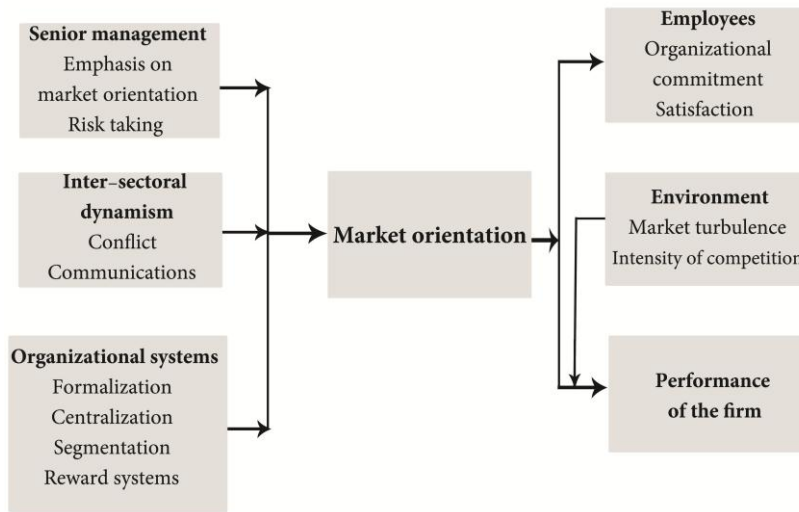 Senior management
Emphasis on
market orientation
Risk taking
Inter–sectoral
dynamism
Conflict
Communications
Organizational systems
Formalization
Centralization
Segmentation
Reward systems
Market orientation
Employees
Organizational
commitment
Satisfaction
Environment
Market turbulence
Intensity of competition
Performance
of the firm